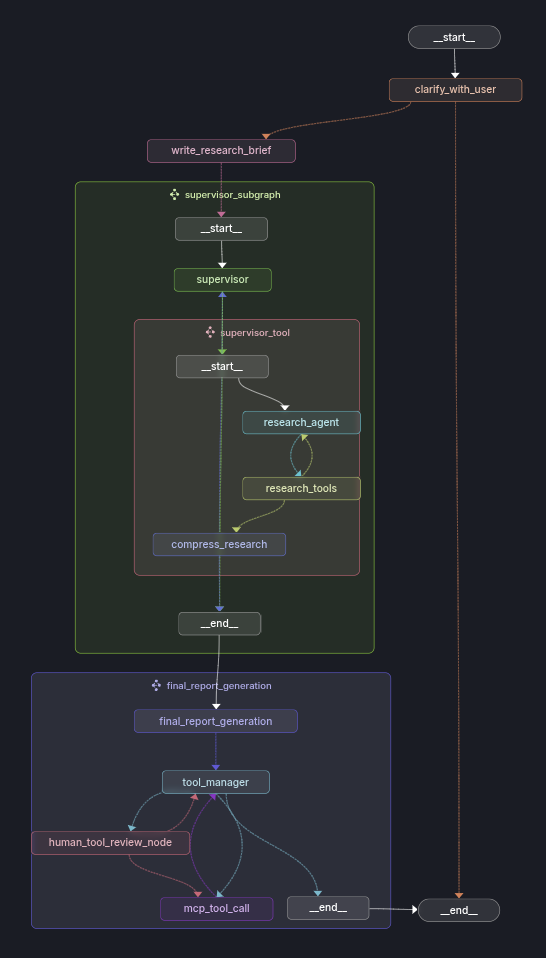 __start__
clarify_with_user
write_research_brief
supervisor_subgraph
__start__
supervisor
supervisor_tool
__start__
research_agent
research_tools
compress_research
__end__
final_report_generation
final_report_generation
tool_manager
human_tool_review_node
mcp_tool_call
__end__
__end__